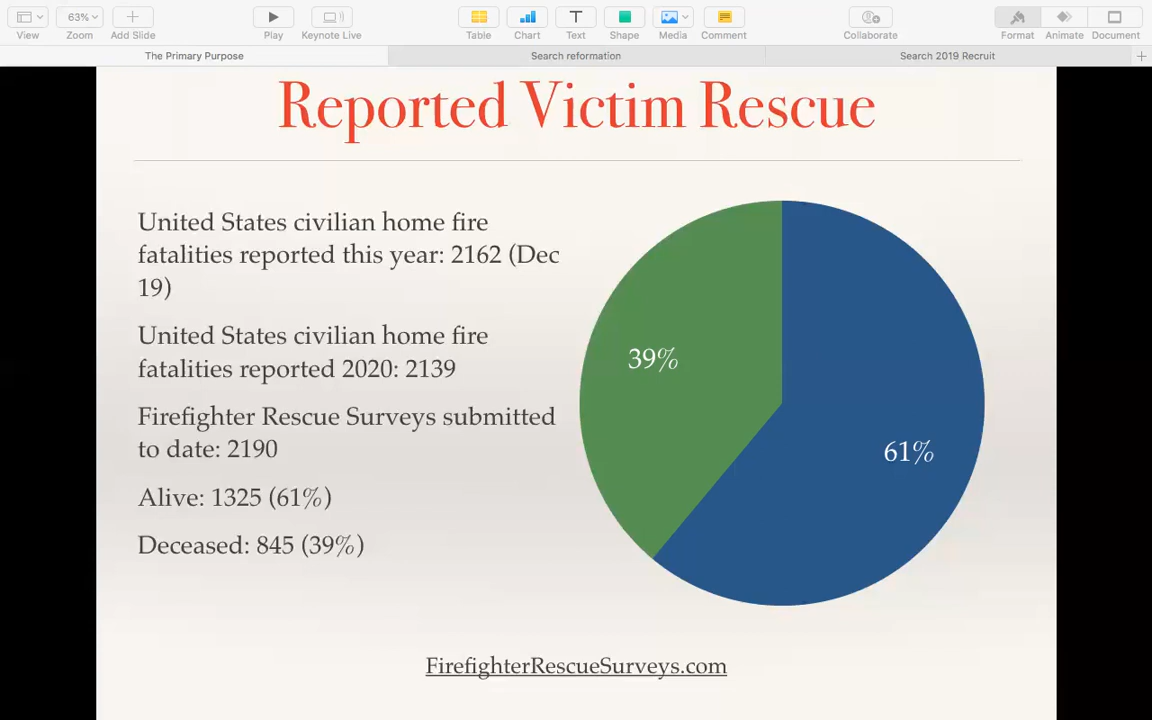 63%
View
Zoom
Add Slide
Play
Keynote Live
Table
Chart
Text
Shape
Media
Comment
Collaborate
Format
Animate
Document
The Primary Purpose
Search reformation
Search 2019 Recruit
Reported Victim Rescue
United States civilian home fire
fatalities reported this year: 2162 (Dec
19)
United States civilian home fire
fatalities reported 2020: 2139
Firefighter Rescue Surveys submitted
to date: 2190
Alive: 1325 (61%)
Deceased: 845 (39%)
39%
61%
FirefighterRescueSurveys.com